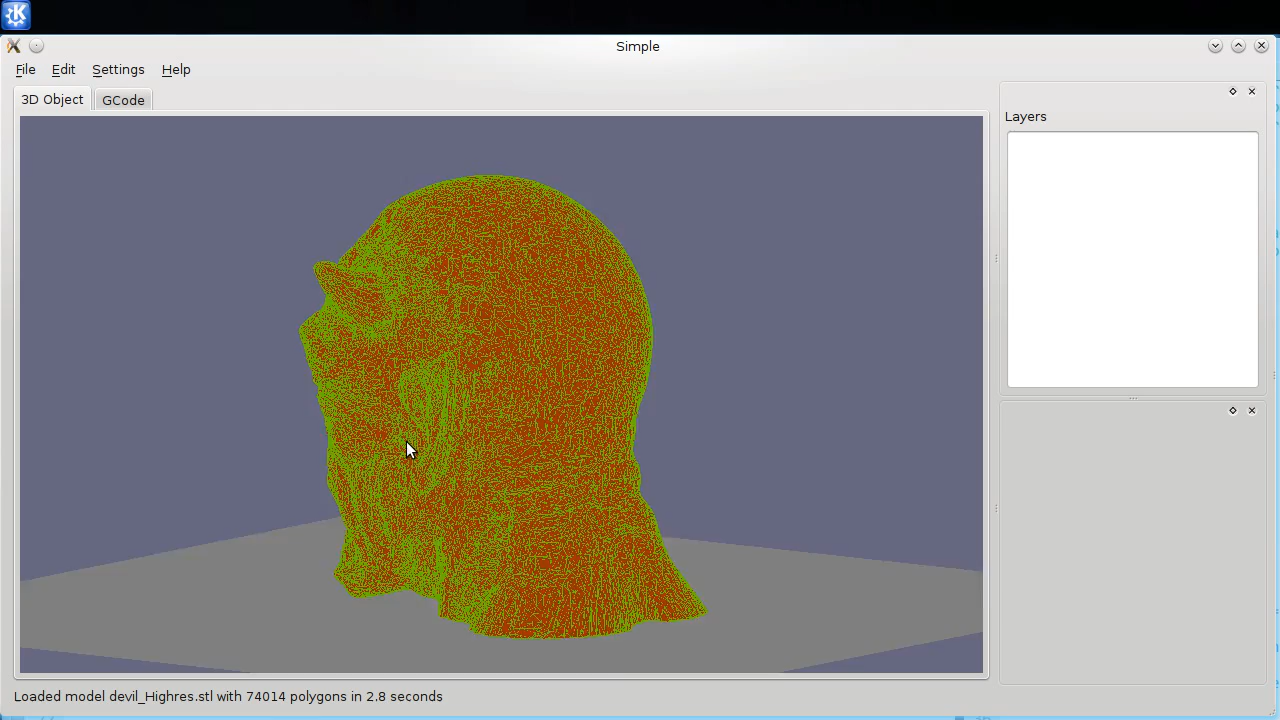 Simple
File Edit Settings Help
3D Object GCode
Layers
Loaded model devil_Highres.stl with 74014 polygons in 2.8 seconds